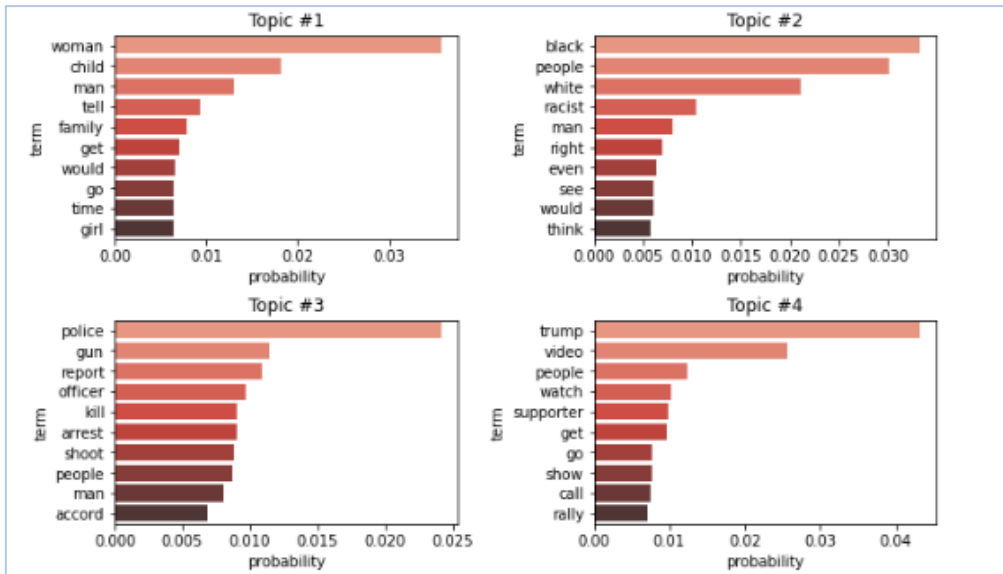 Topic #1
woman
child
man
tell
family
get
would
go
time
girl
term
0.00 0.01 0.02 0.03
probability
Topic #2
black
people
white
racist
man
right
even
see
would
think
term
0.000 0.005 0.010 0.015 0.020 0.025 0.030
probability
Topic #3
police
gun
report
officer
kill
arrest
shoot
people
man
accord
term
0.000 0.005 0.010 0.015 0.020 0.025
probability
Topic #4
trump
video
people
watch
supporter
get
go
show
call
rally
term
0.00 0.01 0.02 0.03 0.04
probability